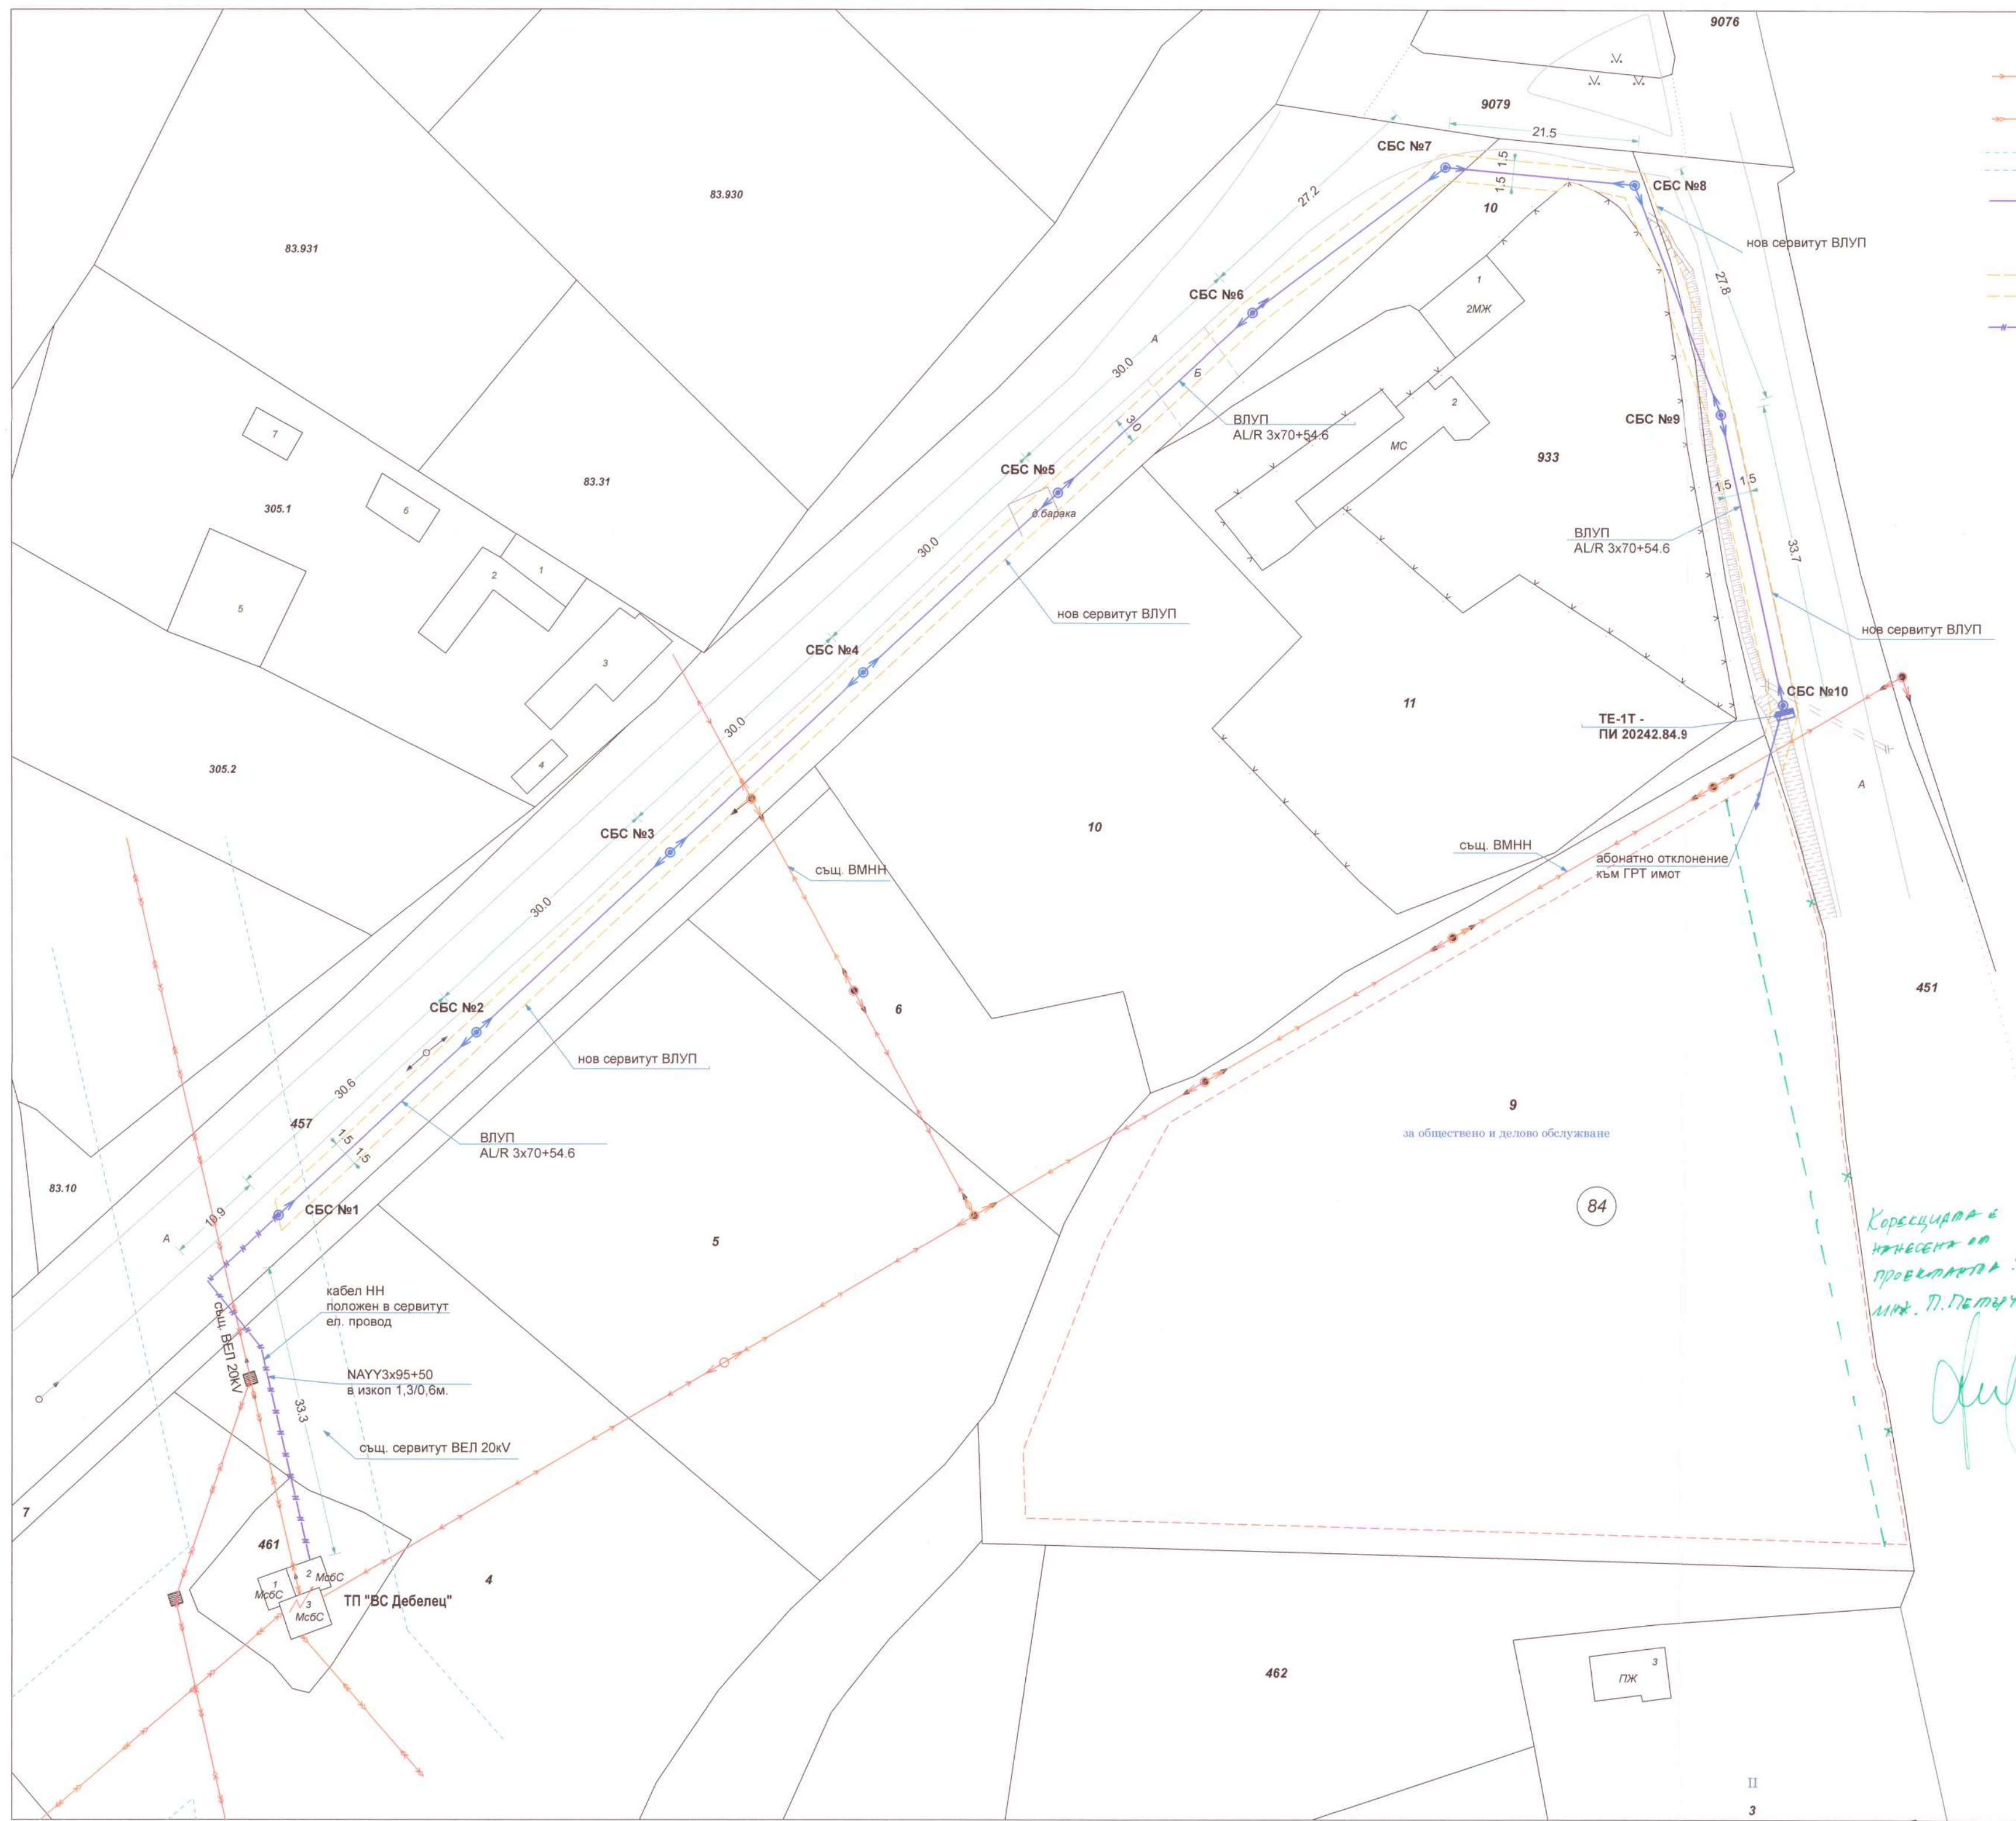 9076
9079
21.5
СБС №7
1.5
1.5
СБС №8
83.930
27.2
10
83.931
нов сервитут ВЛУП
1
2МЖ
27.8
СБС №6
А
30.0
Б
2
ВЛУП
AL/R 3x70+54.6
СБС №9
3.0
МС
933
7
СБС №5
83.31
6
305.1
1.5
1.5
д.барака
ВЛУП
AL/R 3x70+54.6
30.0
33.7
1
2
5
нов сервитут ВЛУП
нов сервитут ВЛУП
СБС №4
3
СБС №10
11
ТЕ-1Т -
ПИ 20242.84.9
30.0
4
305.2
А
10
СБС №3
същ. ВМНН
същ. ВМНН
абонатно отклонение
към ГРТ имот
30.0
451
СБС №2
6
нов сервитут ВЛУП
30.6
457
9
за обществено и делово обслужване
1.5
1.5
ВЛУП
AL/R 3x70+54.6
83.10
СБС №1
84
10.9
А
5
Корекцията е
нанесена от
проектанта :
инж. П.
кабел НН
положен в сервитут
ел. провод
същ. ВЕЛ 20kV
NAYY3x95+50
в изкоп 1,3/0,6м.
33.3
същ. сервитут ВЕЛ 20кV
7
461
4
1
МсбС
2
МсбС
3
МсбС
ТП "ВС Дебелец"
462
3
ПЖ
II
3